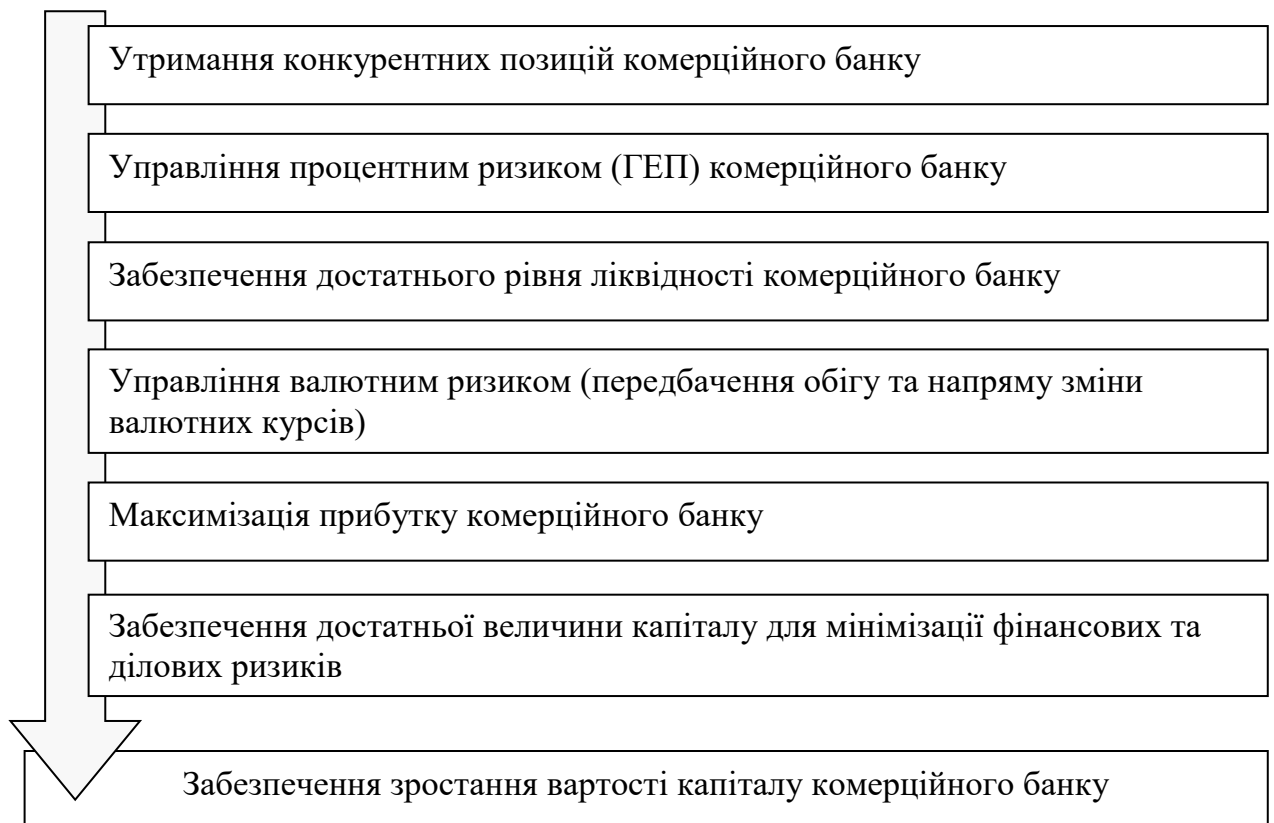 Утримання конкурентних позицій комерційного банку
Управління процентним ризиком (ГЕП) комерційного банку
Забезпечення достатнього рівня ліквідності комерційного банку
Управління валютним ризиком (передбачення обігу та напряму зміни
валютних курсів)
Максимізація прибутку комерційного банку
Забезпечення достатньої величини капіталу для мінімізації фінансових та
ділових ризиків
Забезпечення зростання вартості капіталу комерційного банку